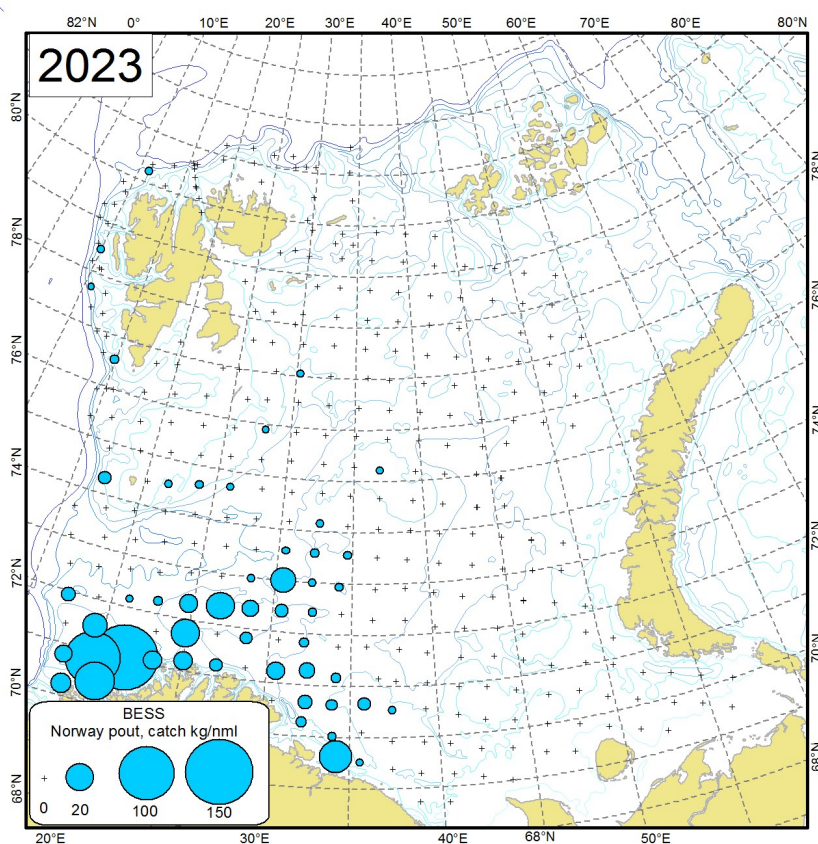 82°N 0° 10°E 20°E 30°E 40°E 50°E 60°E 70°E 80°E 80°N
2023
80°N
78°N
78°N
76°N
76°N
74°N
74°N
72°N
72°N
70°N
70°N
68°N
68°N
BESS
Norway pout, catch kg/nml
0 20 100 150
20°E 30°E 40°E 68°N 50°E